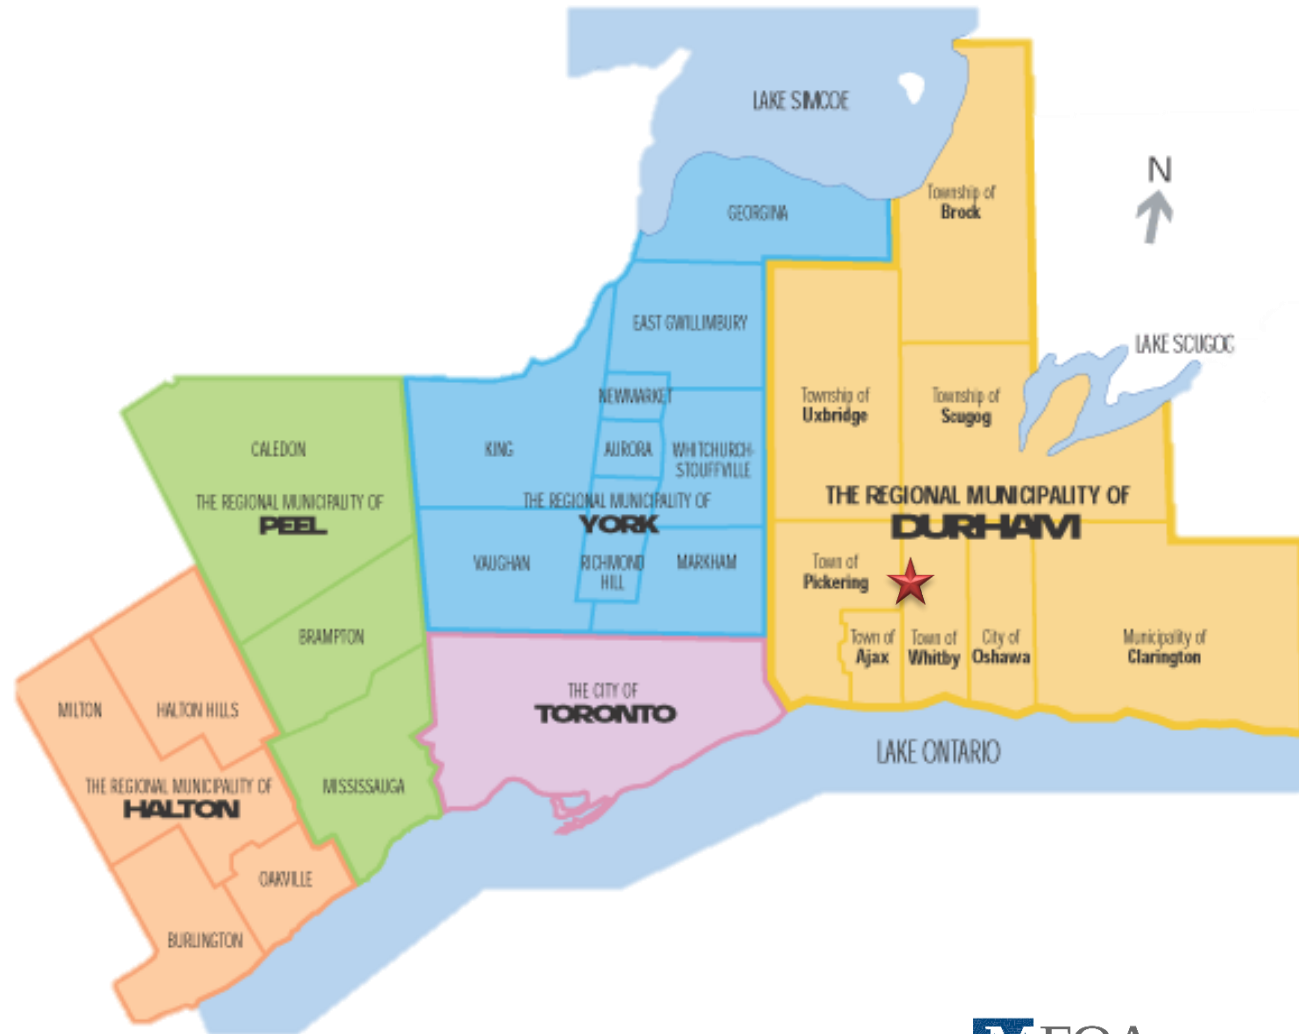 LAKE SIMCOE
N
Township of
Brock
GEORGINA
EAST GWILLIMBURY
LAKE SCUGOG
NEWMARKET
Township of
Uxbridge
Township of
Scugog
CALEDON
KING
AURORA
WHITCHURCH-
STOUFFVILLE
THE REGIONAL MUNICIPALITY OF
PEEL
THE REGIONAL MUNICIPALITY OF
YORK
THE REGIONAL MUNICIPALITY OF
DURHAM
VAUGHAN
RICHMOND
HILL
MARKHAM
Town of
Pickering
BRAMPTON
Town of
Ajax
Town of
Whitby
City of
Oshawa
Municipality of
Clarington
MILTON
HALTON HILLS
THE CITY OF
TORONTO
LAKE ONTARIO
THE REGIONAL MUNICIPALITY OF
HALTON
MISSISSAUGA
OAKVILLE
BURLINGTON